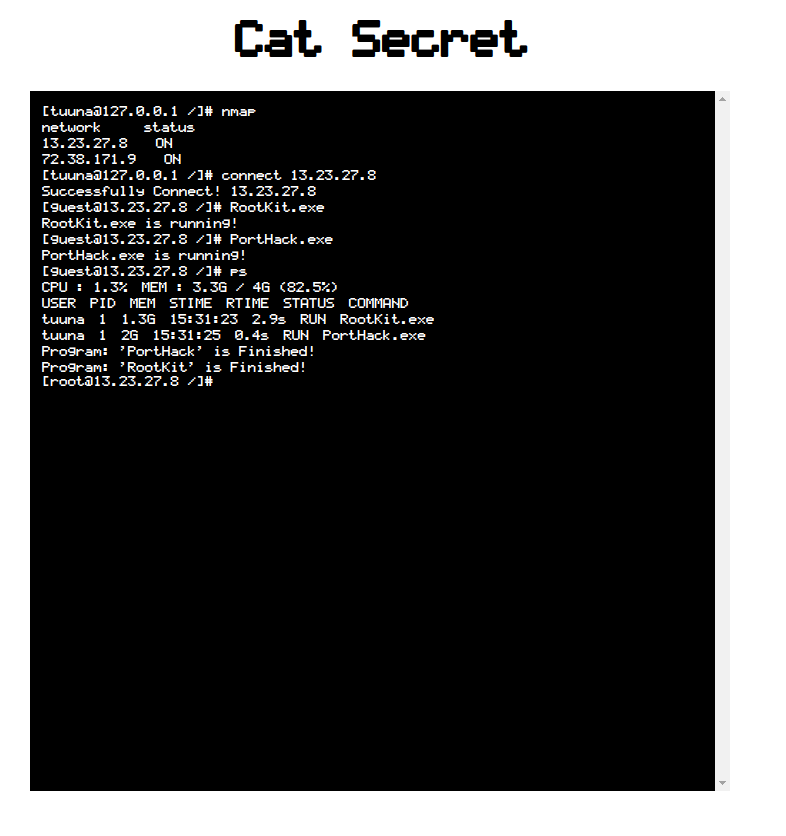 Cat Secret
[tuuna@127.0.0.1 /]# nmap
network status
13.23.27.8 ON
72.38.171.9 ON
[tuuna@127.0.0.1 /]# connect 13.23.27.8
Successfully Connect! 13.23.27.8
[guest@13.23.27.8 /]# RootKit.exe
RootKit.exe is running!
[guest@13.23.27.8 /]# PortHack.exe
PortHack.exe is running!
[guest@13.23.27.8 /]# ps
CPU : 1.3% MEM : 3.3G / 4G (82.5%)
USER PID MEM STIME RTIME STATUS COMMAND
tuuna 1 1.3G 15:31:23 2.9s RUN RootKit.exe
tuuna 1 2G 15:31:25 0.4s RUN PortHack.exe
Program: 'PortHack' is Finished!
Program: 'RootKit' is Finished!
[root@13.23.27.8 /]#